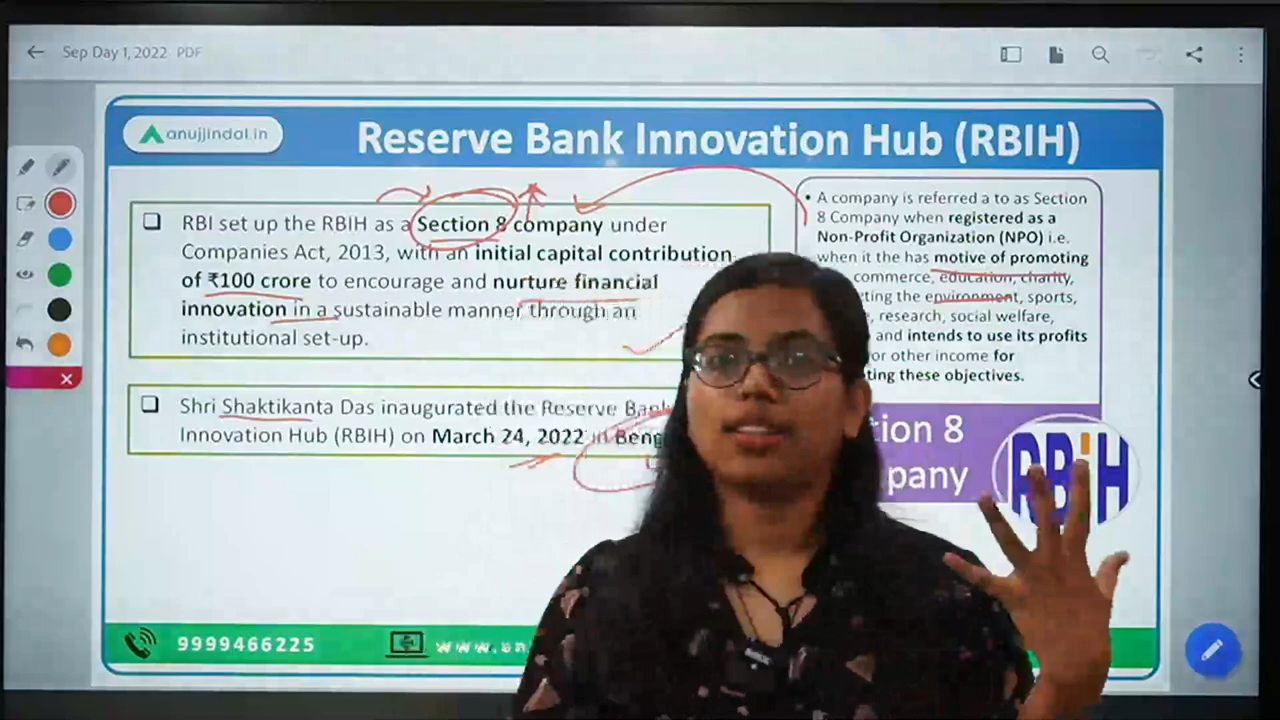 Sep Day 1, 2022 PDF
anujjindal.in
Reserve Bank Innovation Hub (RBIH)
❑ RBI set up the RBIH as a Section 8 company under
Companies Act, 2013, with an initial capital contribution
of ₹100 crore to encourage and nurture financial
innovation in a sustainable manner through an
institutional set-up.
❑ Shri Shaktikanta Das inaugurated the Reserve Bank
Innovation Hub (RBIH) on March 24, 2022 in
• A company is referred a to as Section
8 Company when registered as a
Non-Profit Organization (NPO) i.e.
when it the has motive of promoting
commerce, education, charity,
the environment, sports,
research, social welfare,
and intends to use its profits
or other income for
these objectives.
8
RBiH
9999466225